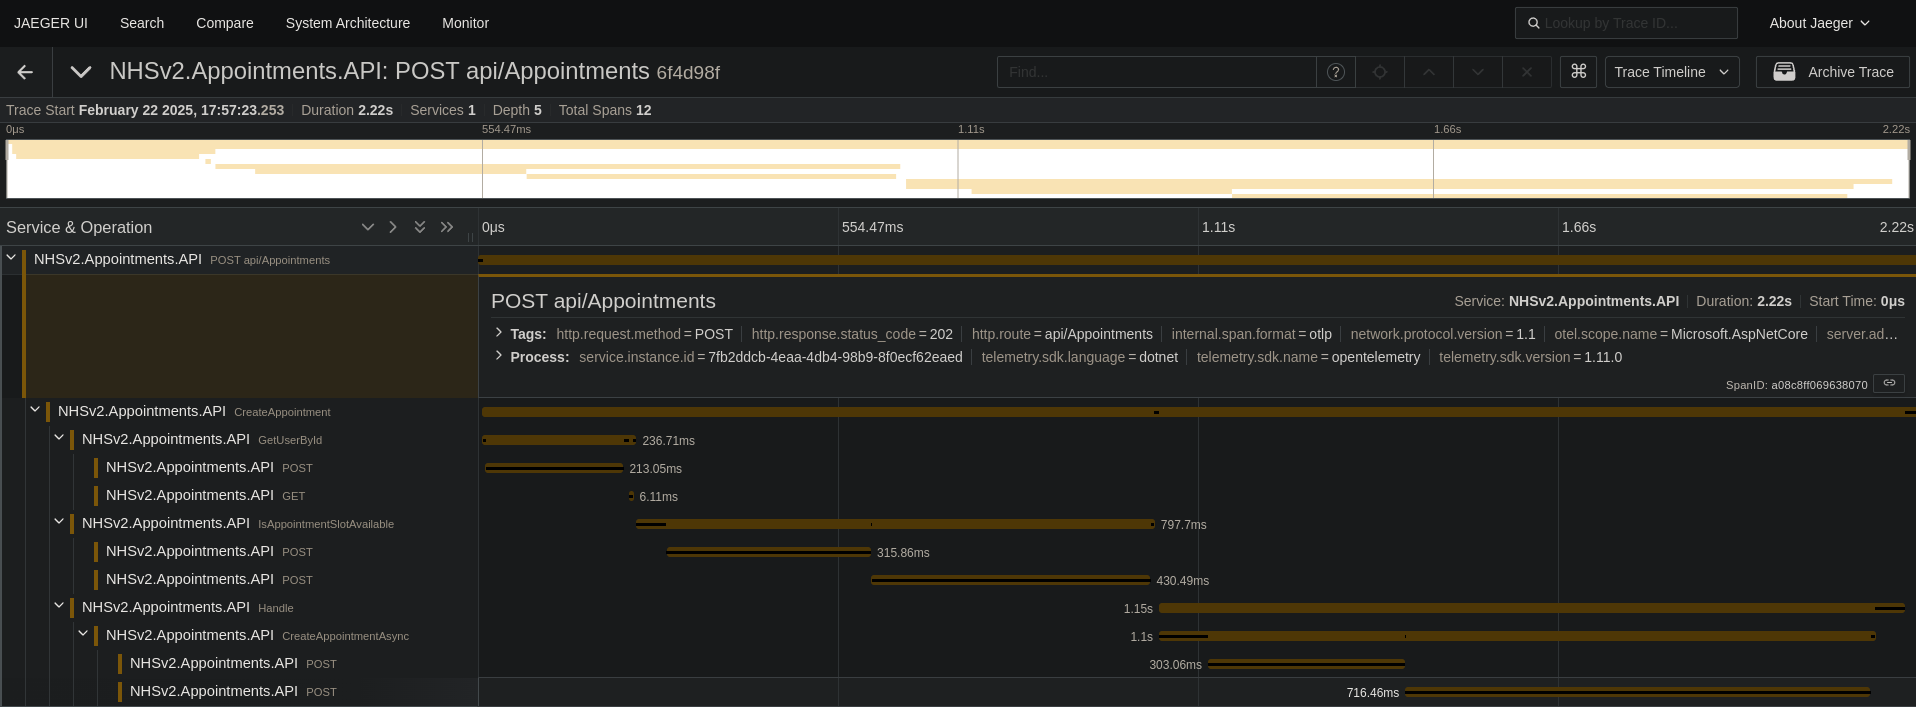 JAEGER UI Search Compare System Architecture Monitor Lookup by Trace ID... About Jaeger
NHSv2.Appointments.API: POST api/Appointments 6f4d98f Find... ? ⌘ Trace Timeline Archive Trace
Trace Start February 22 2025, 17:57:23.253 Duration 2.22s Services 1 Depth 5 Total Spans 12
0μs 554.47ms 1.11s 1.66s 2.22s
Service & Operation 0μs 554.47ms 1.11s 1.66s 2.22s
NHSv2.Appointments.API POST api/Appointments
POST api/Appointments Service: NHSv2.Appointments.API Duration: 2.22s Start Time: 0μs
Tags: http.request.method = POST http.response.status_code = 202 http.route = api/Appointments internal.span.format = otlp network.protocol.version = 1.1 otel.scope.name = Microsoft.AspNetCore server.ad…
Process: service.instance.id = 7fb2ddcb-4eaa-4db4-98b9-8f0ecf62eaed telemetry.sdk.language = dotnet telemetry.sdk.name = opentelemetry telemetry.sdk.version = 1.11.0
SpanID: a08c8ff069638070
NHSv2.Appointments.API CreateAppointment
NHSv2.Appointments.API GetUserById 236.71ms
NHSv2.Appointments.API POST 213.05ms
NHSv2.Appointments.API GET 6.11ms
NHSv2.Appointments.API IsAppointmentSlotAvailable 797.7ms
NHSv2.Appointments.API POST 315.86ms
NHSv2.Appointments.API POST 430.49ms
NHSv2.Appointments.API Handle 1.15s
NHSv2.Appointments.API CreateAppointmentAsync 1.1s
NHSv2.Appointments.API POST 303.06ms
NHSv2.Appointments.API POST 716.46ms